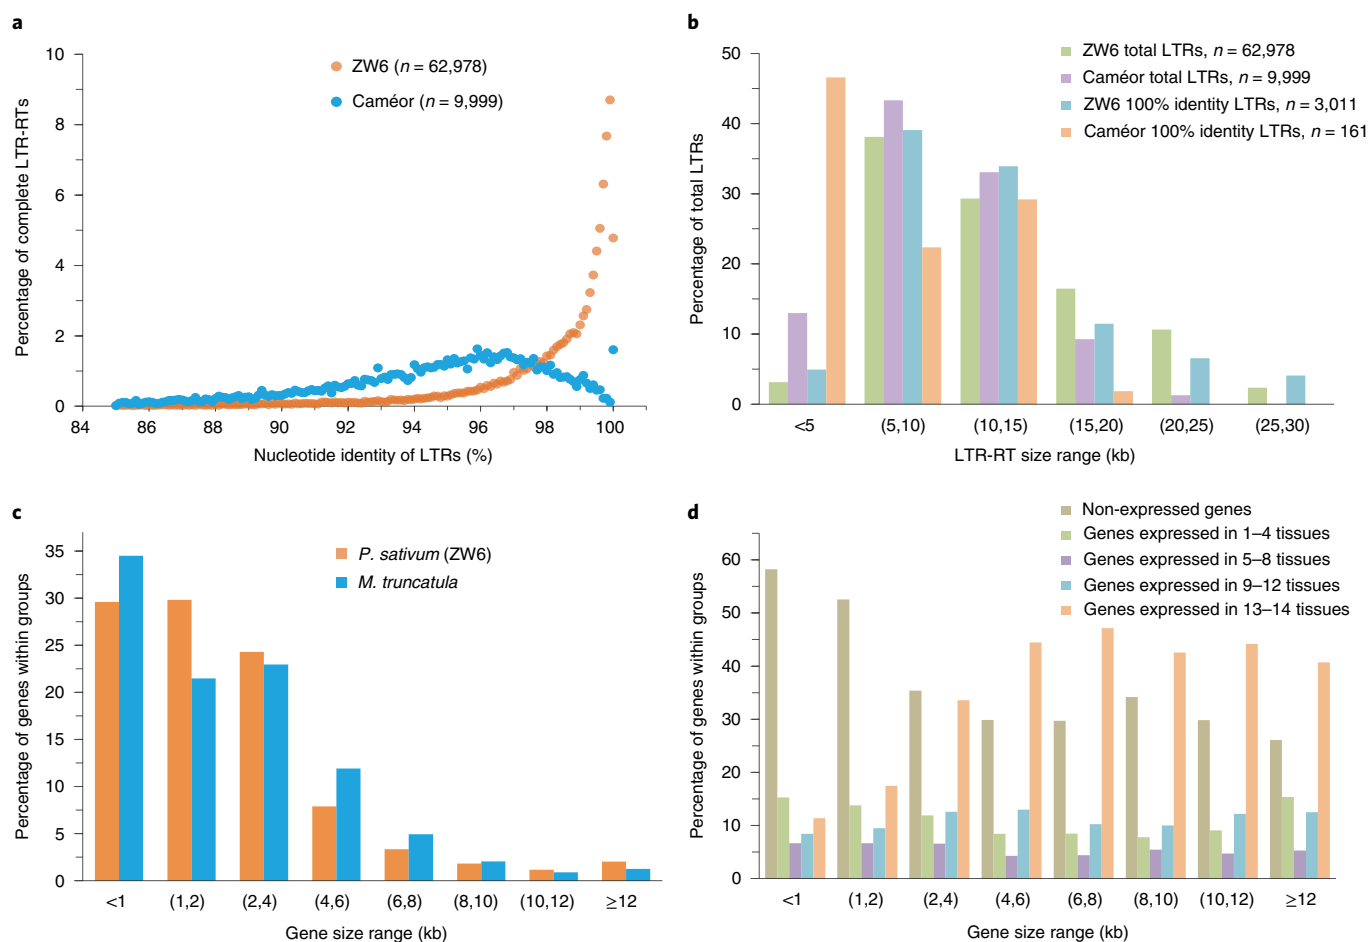 a
10
8
6
4
2
0
84 86 88 90 92 94 96 98 100
Percentage of complete LTR-RTs
Nucleotide identity of LTRs (%)
ZW6 (n = 62,978)
Caméor (n = 9,999)
b
50
40
30
20
10
0
<5 (5,10) (10,15) (15,20) (20,25) (25,30)
Percentage of total LTRs
LTR-RT size range (kb)
ZW6 total LTRs, n = 62,978
Caméor total LTRs, n = 9,999
ZW6 100% identity LTRs, n = 3,011
Caméor 100% identity LTRs, n = 161
c
35
30
25
20
15
10
5
0
<1 (1,2) (2,4) (4,6) (6,8) (8,10) (10,12) ≥12
Percentage of genes within groups
Gene size range (kb)
P. sativum (ZW6)
M. truncatula
d
60
50
40
30
20
10
0
<1 (1,2) (2,4) (4,6) (6,8) (8,10) (10,12) ≥12
Percentage of genes within groups
Gene size range (kb)
Non-expressed genes
Genes expressed in 1–4 tissues
Genes expressed in 5–8 tissues
Genes expressed in 9–12 tissues
Genes expressed in 13–14 tissues